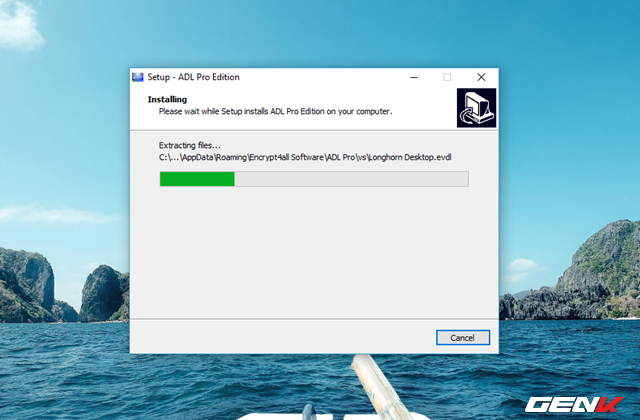 Setup - ADL Pro Edition
Installing
Please wait while Setup installs ADL Pro Edition on your computer.
Extracting files...
C:\...\AppData\Roaming\Encrypt4all Software\ADL Pro\vs\Longhorn Desktop.evdl
Cancel
GENK